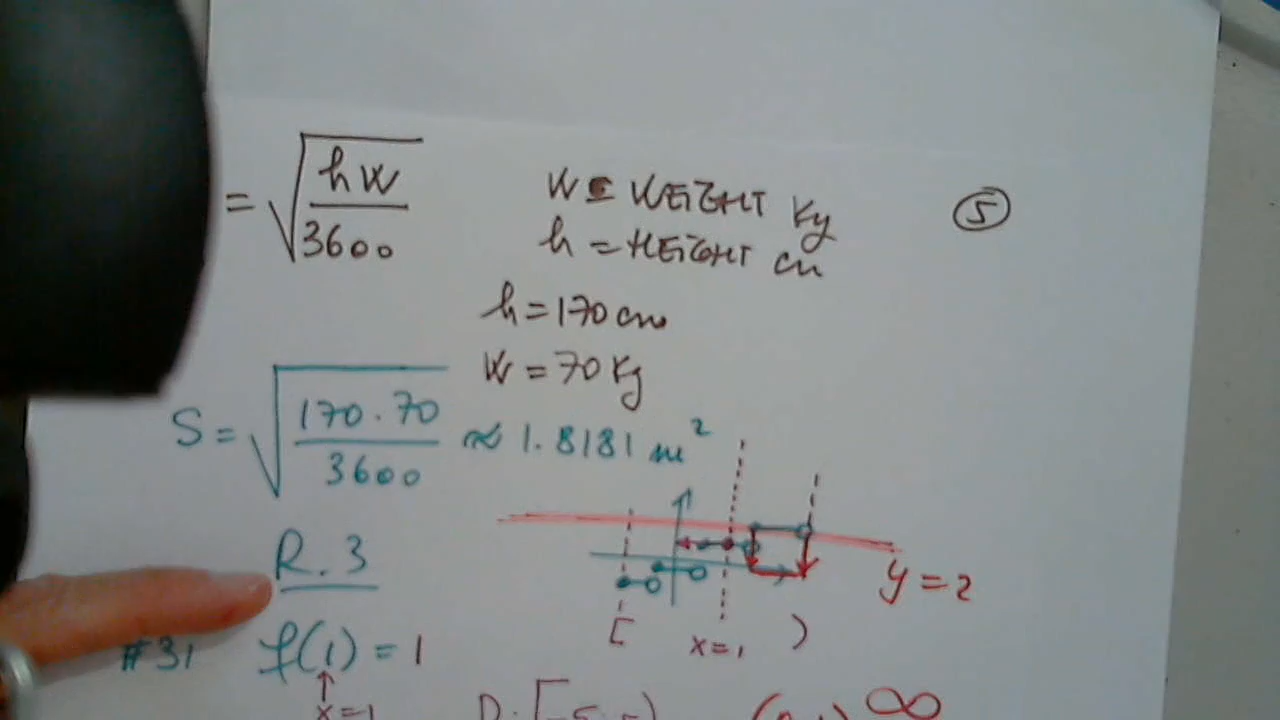 = √(hW/3600)
W = WEIGHT Kg
h = HEIGHT cm
⑤
h = 170 cm
W = 70 Kg
S = √(170 · 70/3600) ≈ 1.8181 m²
R. 3
y = 2
[ x = 1 )
#31 f(1) = 1
↑
x = 1
∞